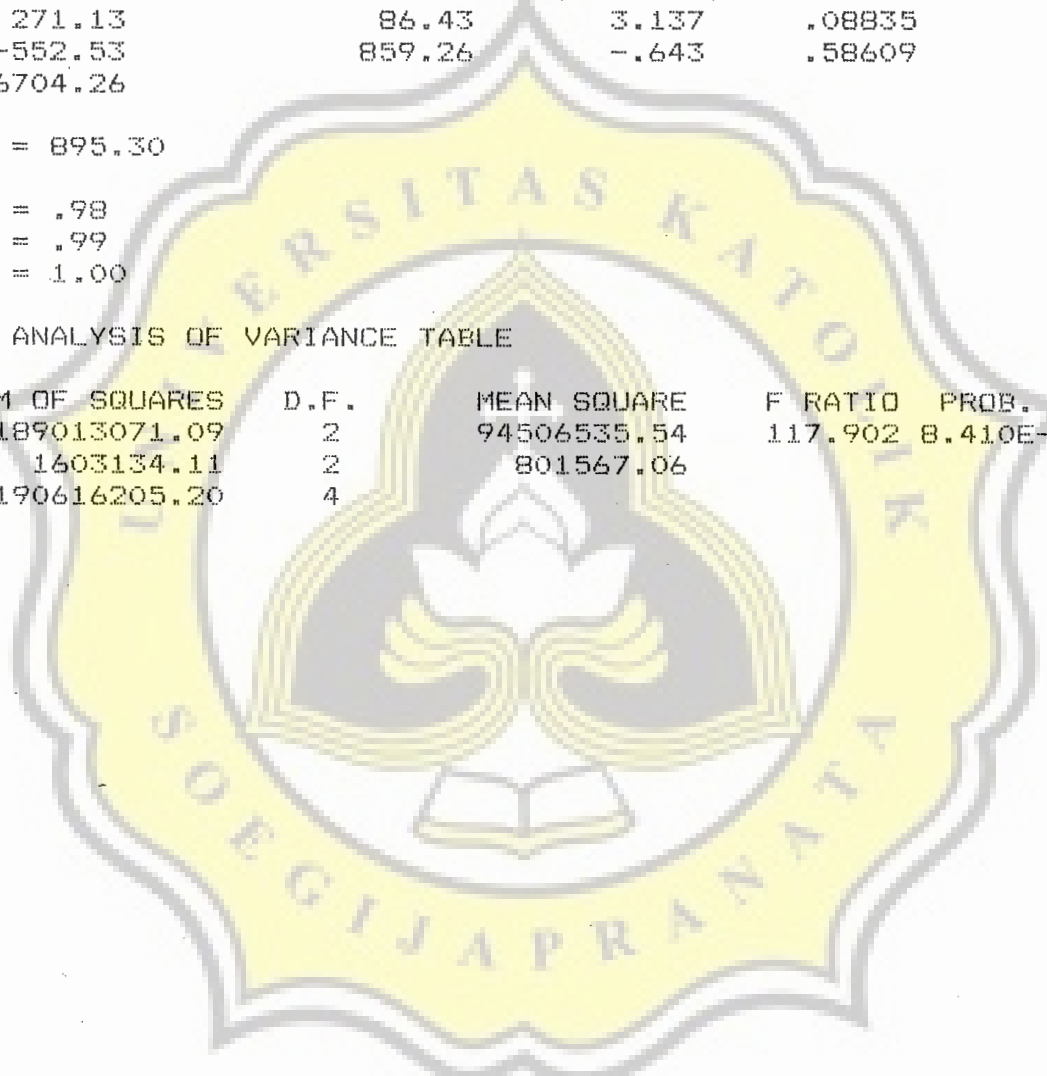 271.13 86.43 3.137 .08835
-552.53 859.26 -.643 .58609
6704.26
= 895.30
= .98
= .99
= 1.00
ANALYSIS OF VARIANCE TABLE
OF SQUARES D.F. MEAN SQUARE F RATIO PROB.
189013071.09 2 94506535.54 117.902 8.410E-
1603134.11 2 801567.06
190616205.20 4
UNIVERSITAS KATOLIK
SOEGIJAPRANATA